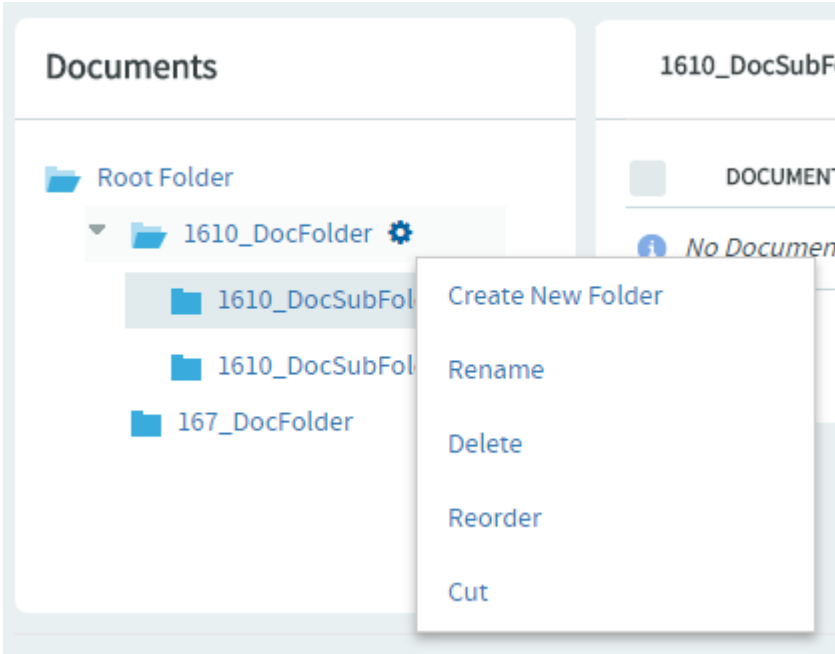 Documents
Root Folder
1610_DocFolder
1610_DocSubFol
1610_DocSubFol
167_DocFolder
1610_DocSubF
DOCUMENT
No Documen
Create New Folder
Rename
Delete
Reorder
Cut